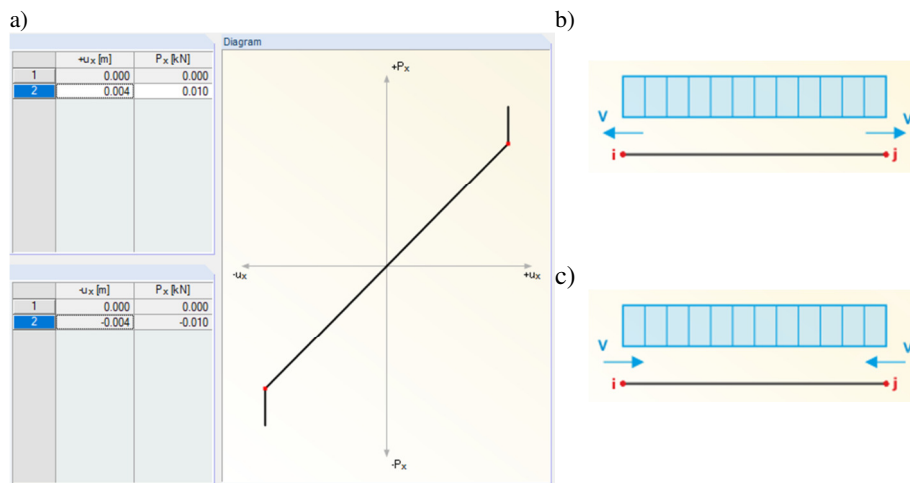 a)
+uₓ [m] Pₓ [kN]
1 0.000 0.000
2 0.004 0.010
-uₓ [m] Pₓ [kN]
1 0.000 0.000
2 -0.004 -0.010
Diagram
+Pₓ
-uₓ +uₓ
-Pₓ
b)
V V
i j
c)
V V
i j